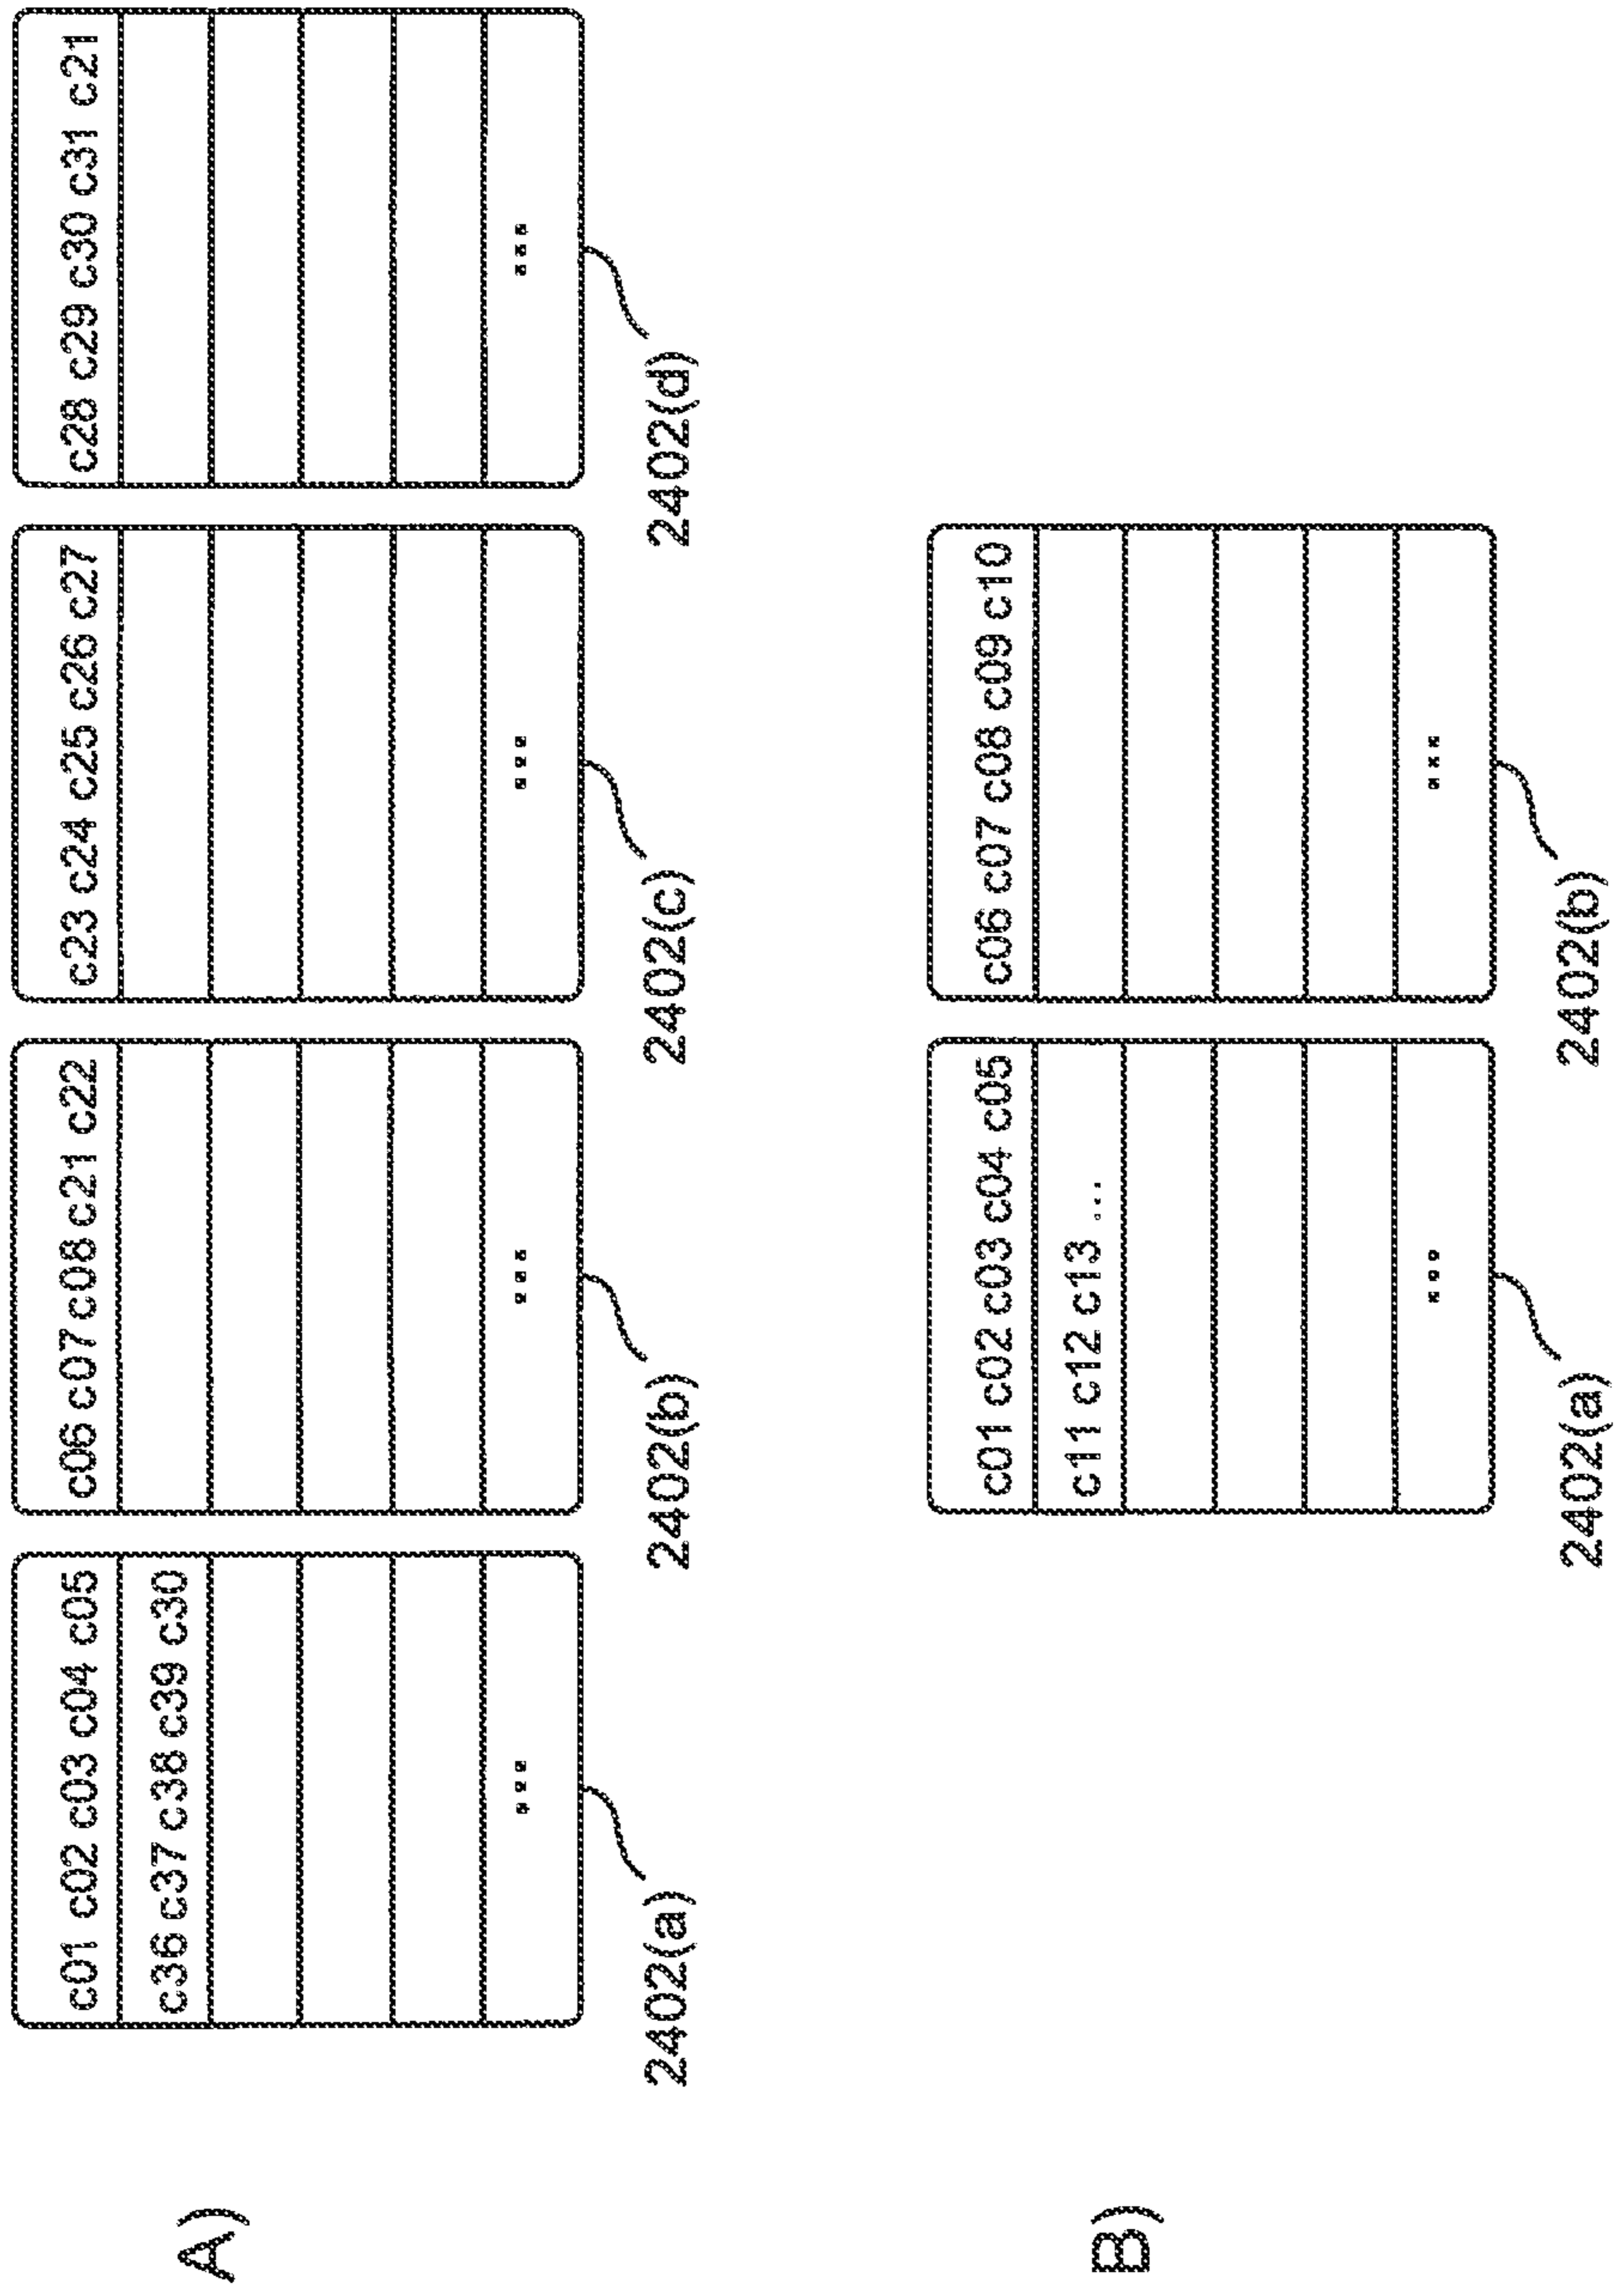 A)
c01 c02 c03 c04 c05
c36 c37 c38 c39 c30
...
2402(a)
c06 c07 c08 c21 c22
...
2402(b)
c23 c24 c25 c26 c27
...
2402(c)
c28 c29 c30 c31 c21
...
2402(d)
B)
c01 c02 c03 c04 c05
c11 c12 c13 ...
...
2402(a)
c06 c07 c08 c09 c10
...
2402(b)